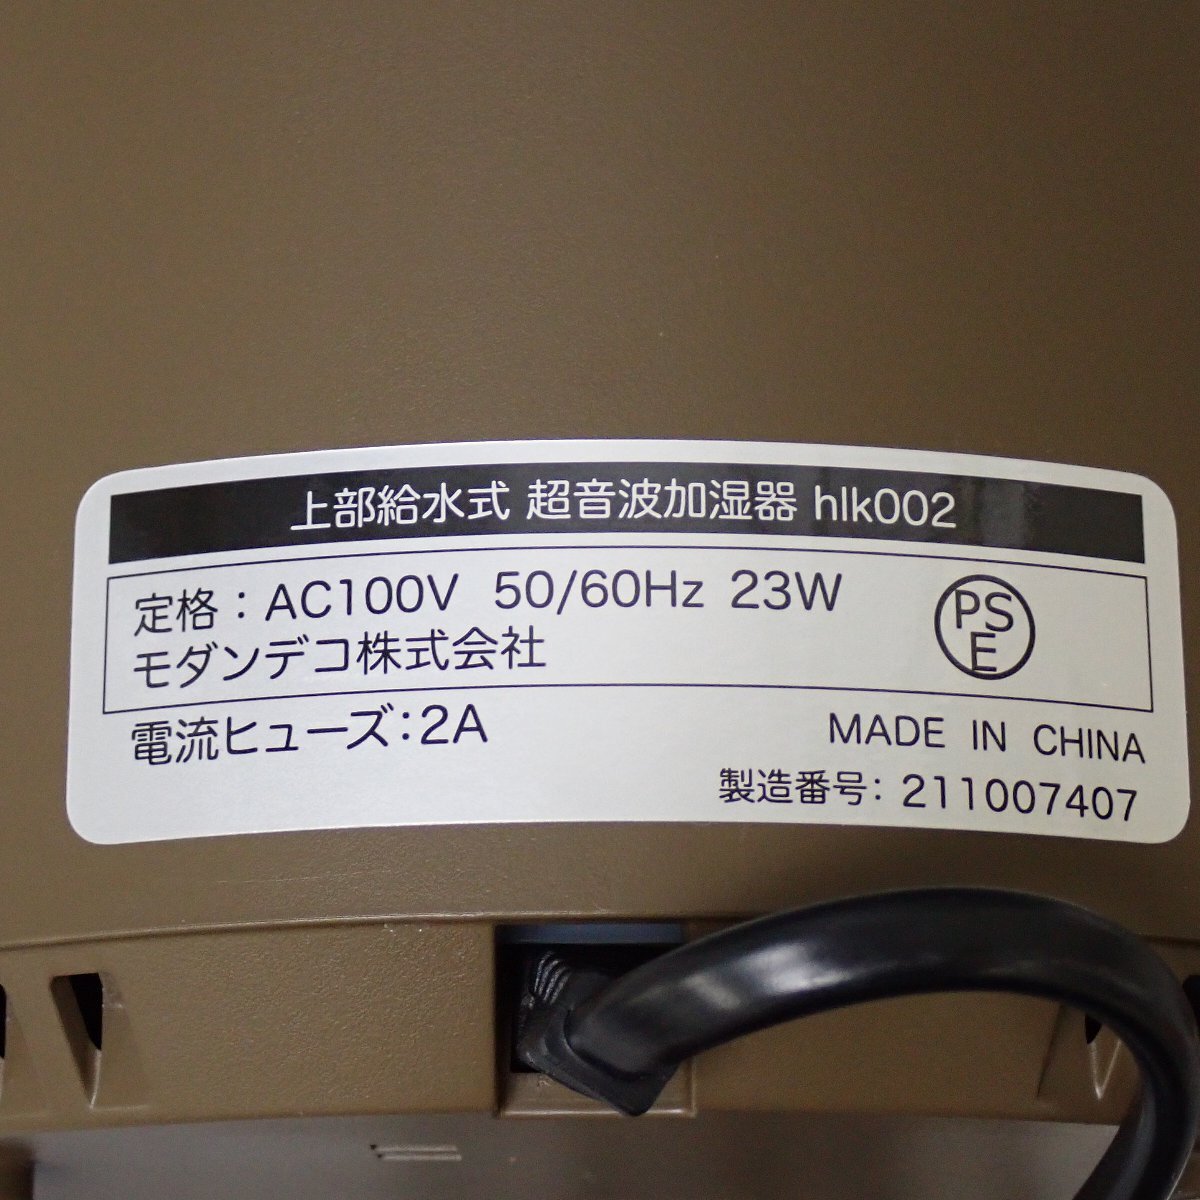 上部給水式 超音波加湿器 hlk002
定格：AC100V 50/60Hz 23W
モダンデコ株式会社
PS
E
電流ヒューズ：2A
MADE IN CHINA
製造番号：211007407